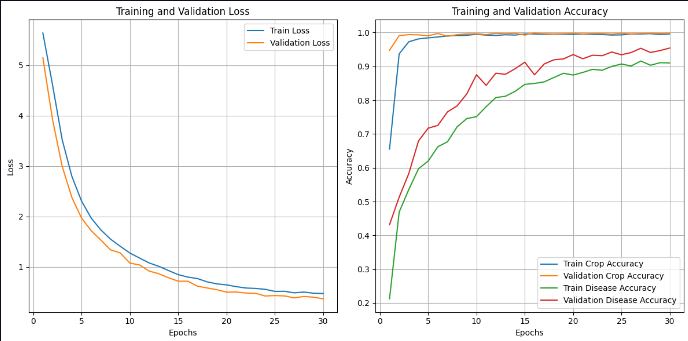 Training and Validation Loss
Train Loss
Validation Loss
5
4
3
2
1
Loss
0
5
10
15
20
25
30
Epochs
Training and Validation Accuracy
1.0
0.9
0.8
0.7
0.6
0.5
0.4
0.3
0.2
Accuracy
Train Crop Accuracy
Validation Crop Accuracy
Train Disease Accuracy
Validation Disease Accuracy
0
5
10
15
20
25
30
Epochs